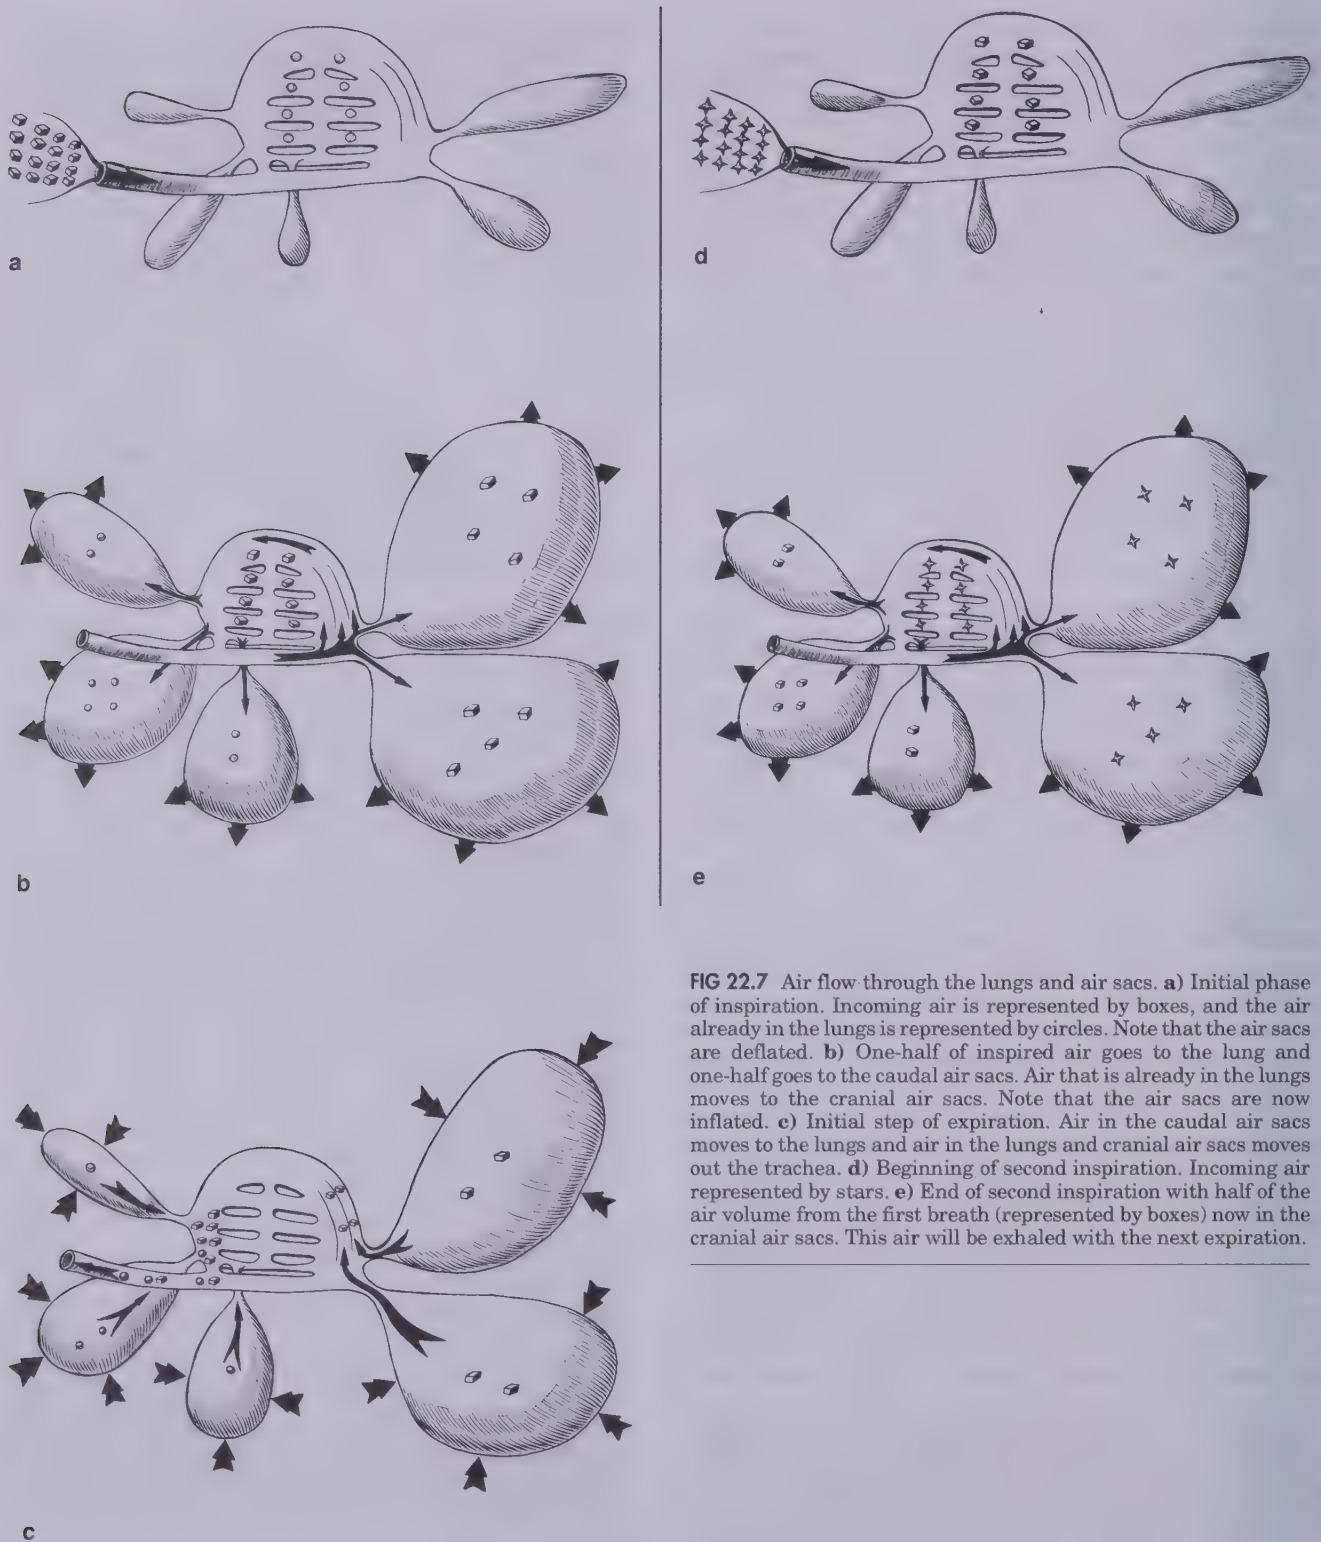 a
d
b
e
FIG 22.7 Air flow through the lungs and air sacs. a) Initial phase
of inspiration. Incoming air is represented by boxes, and the air
already in the lungs is represented by circles. Note that the air sacs
are deflated. b) One-half of inspired air goes to the lung and
one-half goes to the caudal air sacs. Air that is already in the lungs
moves to the cranial air sacs. Note that the air sacs are now
inflated. c) Initial step of expiration. Air in the caudal air sacs
moves to the lungs and air in the lungs and cranial air sacs moves
out the trachea. d) Beginning of second inspiration. Incoming air
represented by stars. e) End of second inspiration with half of the
air volume from the first breath (represented by boxes) now in the
cranial air sacs. This air will be exhaled with the next expiration.
c